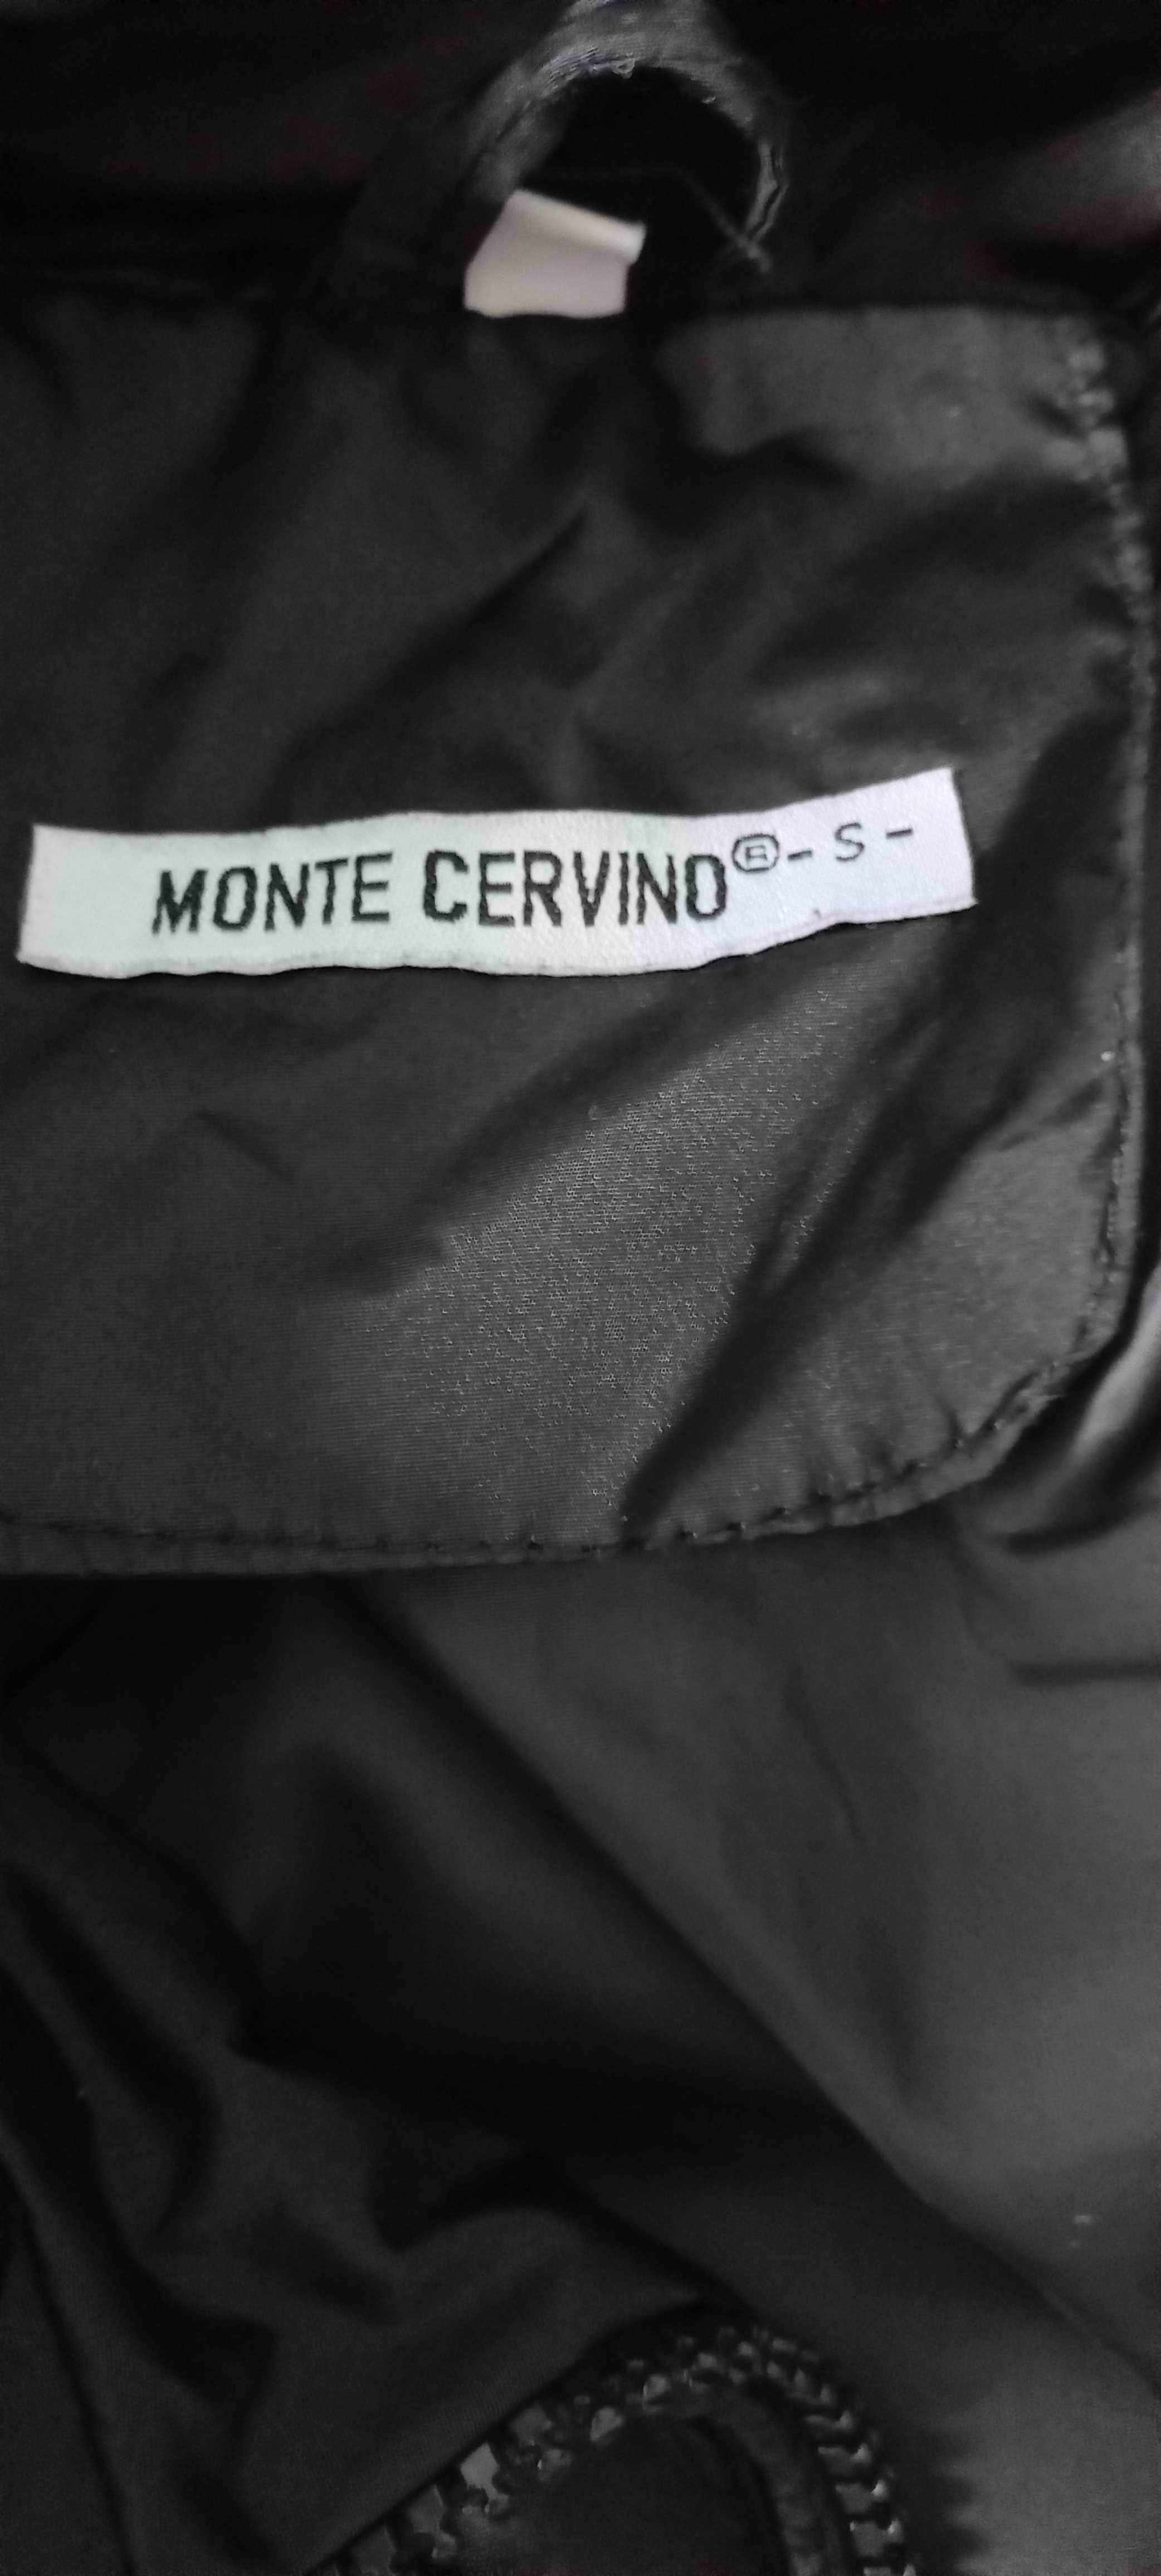 MONTE CERVINO® - S -